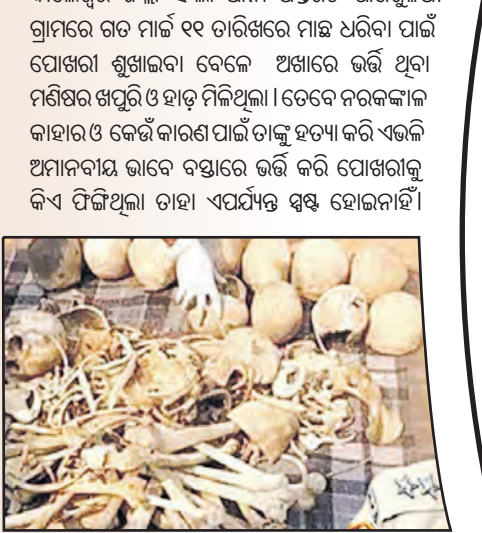 ଗ୍ରାମରେ ଗତ ମାର୍ଚ୍ଚ ୧୧ ତାରିଖରେ ମାଛ ଧରିବା ପାଇଁ
ପୋଖରୀ ଶୁଖାଇବା ବେଳେ ଅଖାରେ ଭର୍ତ୍ତି ଥିବା
ମଣିଷର ଖପୁରି ଓ ହାଡ଼ ମିଳିଥିଲା । ତେବେ ନରକଙ୍କାଳ
କାହାର ଓ କେଉଁ କାରଣ ପାଇଁ ତାଙ୍କୁ ହତ୍ୟା କରି ଏଭଳି
ଅମାନବୀୟ ଭାବେ ବସ୍ତାରେ ଭର୍ତ୍ତି କରି ପୋଖରୀକୁ
କିଏ ଫିଙ୍ଗିଥିଲା ତାହା ଏପର୍ଯ୍ୟନ୍ତ ସ୍ପଷ୍ଟ ହୋଇନାହିଁ ।